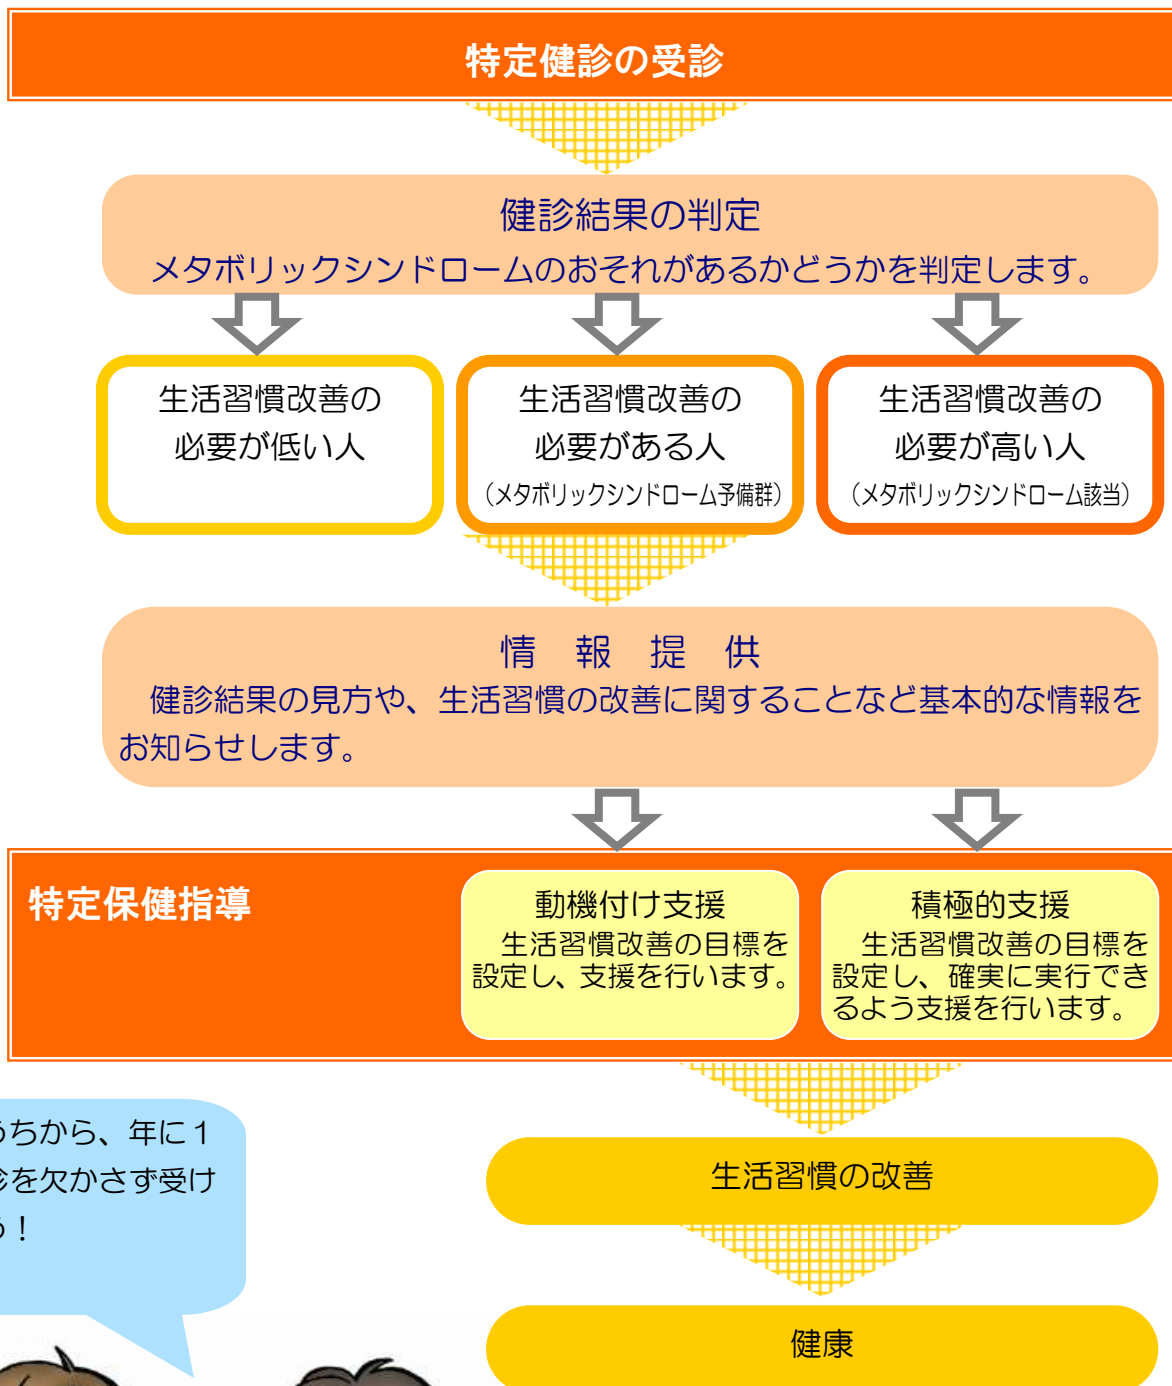 特定健診の受診
健診結果の判定
メタボリックシンドロームのおそれがあるかどうかを判定します。
生活習慣改善の
必要が低い人
生活習慣改善の
必要がある人
（メタボリックシンドローム予備群）
生活習慣改善の
必要が高い人
（メタボリックシンドローム該当）
情　報　提　供
健診結果の見方や、生活習慣の改善に関することなど基本的な情報を
お知らせします。
特定保健指導
動機付け支援
生活習慣改善の目標を
設定し、支援を行います。
積極的支援
生活習慣改善の目標を
設定し、確実に実行でき
るよう支援を行います。
うちから、年に１
診を欠かさず受け
う！
生活習慣の改善
健康